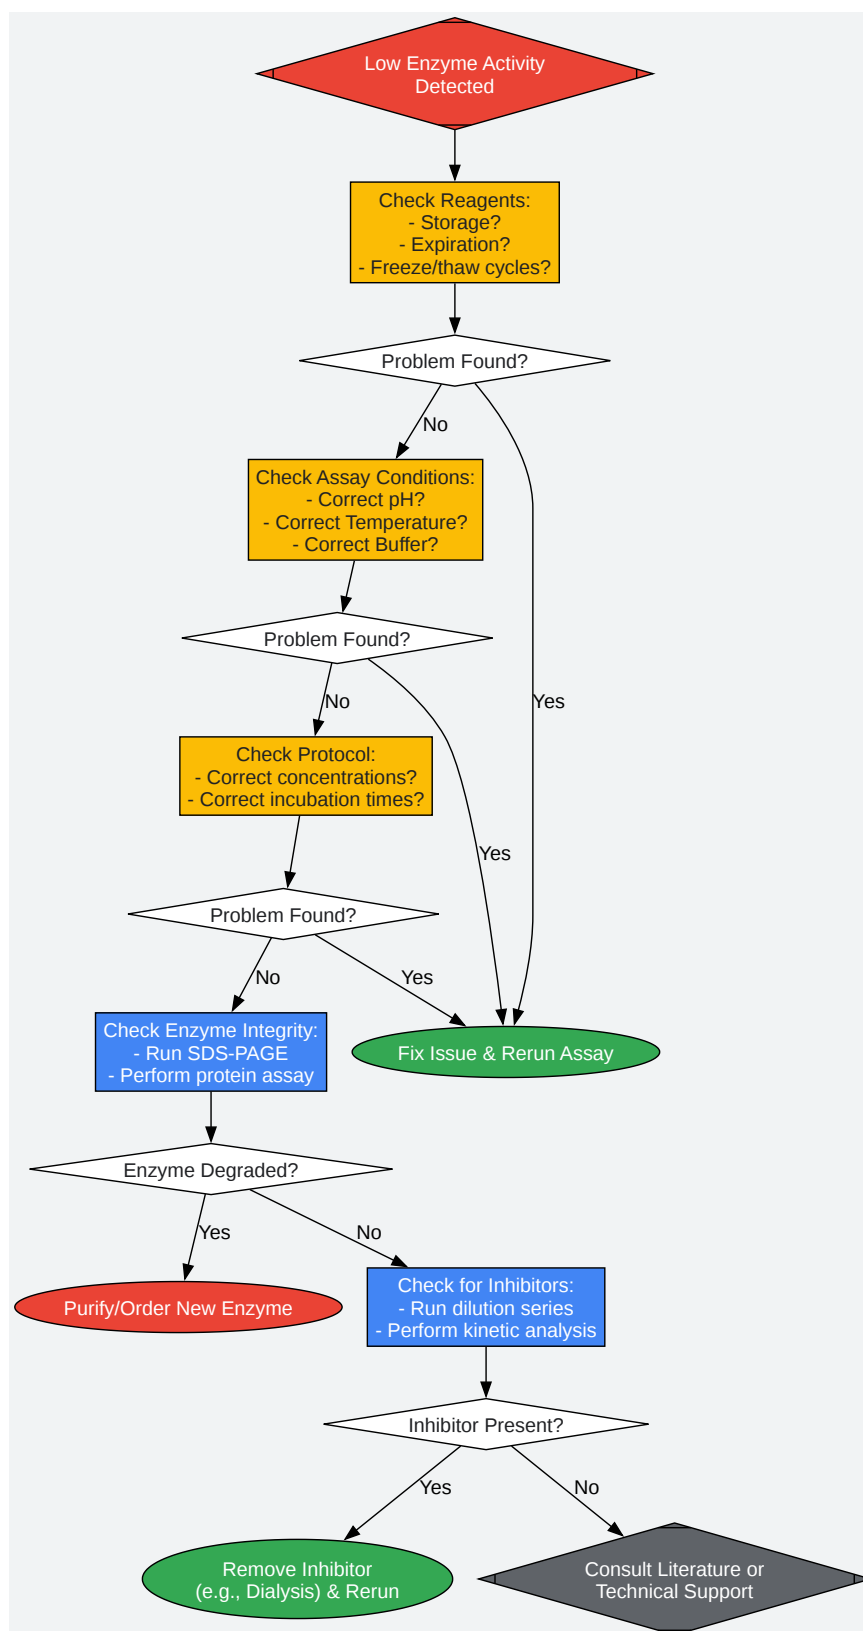 Low Enzyme Activity
Detected
Check Reagents:
- Storage?
- Expiration?
- Freeze/thaw cycles?
Problem Found?
No
Check Assay Conditions:
- Correct pH?
- Correct Temperature?
- Correct Buffer?
Problem Found?
No
Yes
Check Protocol:
- Correct concentrations?
- Correct incubation times?
Yes
Problem Found?
No
Yes
Check Enzyme Integrity:
- Run SDS-PAGE
- Perform protein assay
Fix Issue & Rerun Assay
Enzyme Degraded?
Yes
No
Purify/Order New Enzyme
Check for Inhibitors:
- Run dilution series
- Perform kinetic analysis
Inhibitor Present?
Yes
No
Remove Inhibitor
(e.g., Dialysis) & Rerun
Consult Literature or
Technical Support